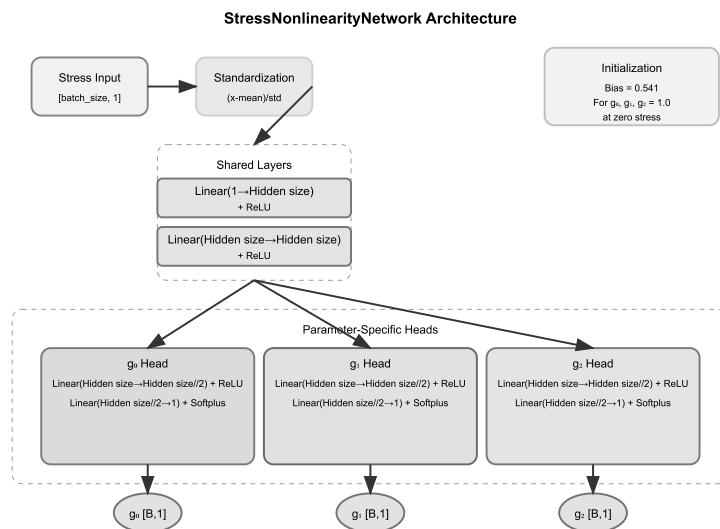 StressNonlinearityNetwork Architecture
Stress Input
[batch_size, 1]
Standardization
(x-mean)/std
Initialization
Bias = 0.541
For g₀, g₁, g₂ = 1.0
at zero stress
Shared Layers
Linear(1→Hidden size)
+ ReLU
Linear(Hidden size→Hidden size)
+ ReLU
Parameter-Specific Heads
g₀ Head
Linear(Hidden size→Hidden size//2) + ReLU
Linear(Hidden size//2→1) + Softplus
g₁ Head
Linear(Hidden size→Hidden size//2) + ReLU
Linear(Hidden size//2→1) + Softplus
g₂ Head
Linear(Hidden size→Hidden size//2) + ReLU
Linear(Hidden size//2→1) + Softplus
g₀ [B,1]
g₁ [B,1]
g₂ [B,1]